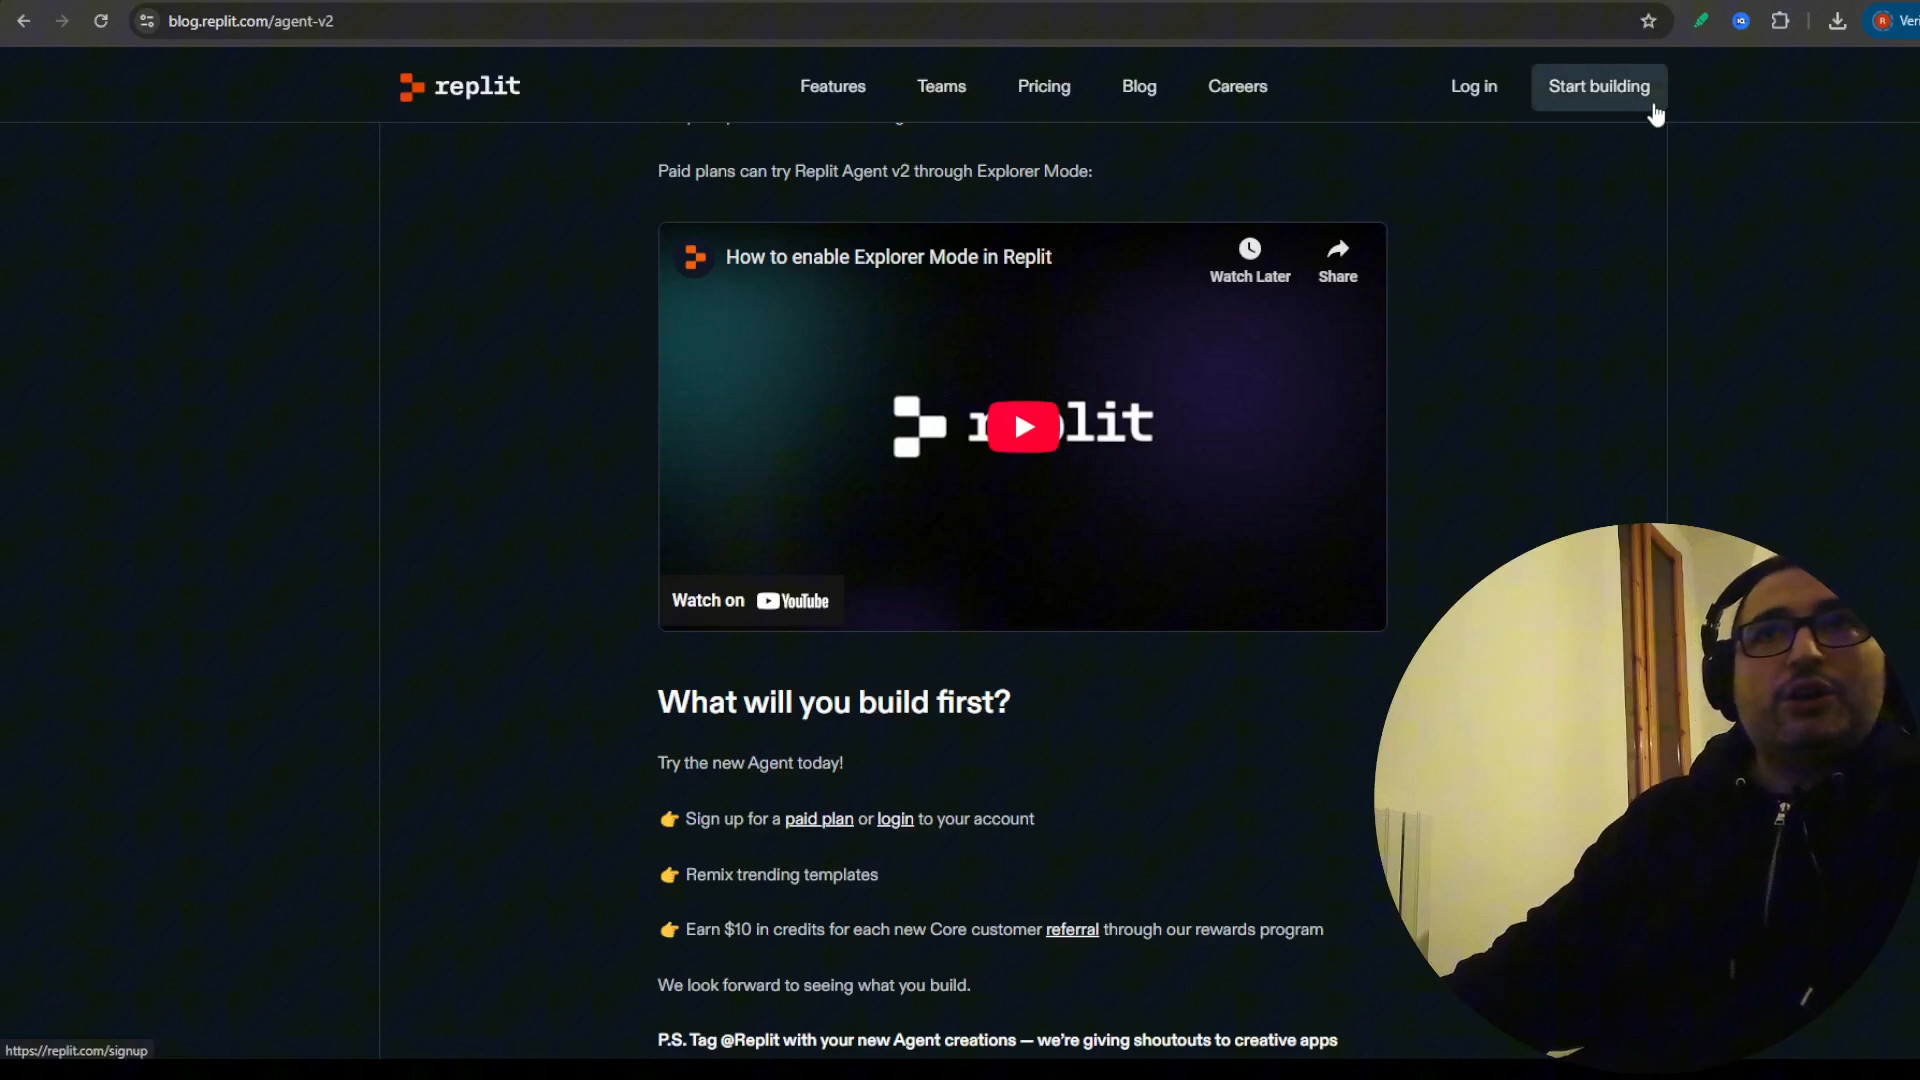 blog.replit.com/agent-v2
Veri
replit
Features
Teams
Pricing
Blog
Careers
Log in
Start building
Paid plans can try Replit Agent v2 through Explorer Mode:
How to enable Explorer Mode in Replit
Watch Later
Share
replit
Watch on YouTube
What will you build first?
Try the new Agent today!
👉 Sign up for a paid plan or login to your account
👉 Remix trending templates
👉 Earn $10 in credits for each new Core customer referral through our rewards program
We look forward to seeing what you build.
P.S. Tag @Replit with your new Agent creations — we're giving shoutouts to creative apps
https://replit.com/signup